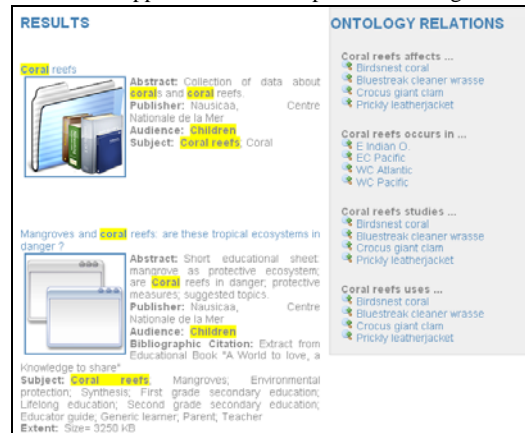 RESULTS
Coral reefs
Abstract: Collection of data about
corals and coral reefs.
Publisher: Nausicaa, Centre
Nationale de la Mer
Audience: Children
Subject: Coral reefs; Coral
Mangroves and coral reefs: are these tropical ecosystems in
danger ?
Abstract: Short educational sheet:
mangrove as protective ecosystem;
are Coral reefs in danger; protective
measures; suggested topics.
Publisher: Nausicaa, Centre
Nationale de la Mer
Audience: Children
Bibliographic Citation: Extract from
Educational Book "A World to love, a
Knowledge to share"
Subject: Coral reefs; Mangroves; Environmental
protection; Synthesis; First grade secondary education;
Lifelong education; Second grade secondary education;
Educator guide; Generic learner; Parent; Teacher
Extent: Size= 3250 KB
ONTOLOGY RELATIONS
Coral reefs affects ...
Birdsnest coral
Bluestreak cleaner wrasse
Crocus giant clam
Prickly leatherjacket
Coral reefs occurs in ...
E Indian O.
EC Pacific
WC Atlantic
WC Pacific
Coral reefs studies ...
Birdsnest coral
Bluestreak cleaner wrasse
Crocus giant clam
Prickly leatherjacket
Coral reefs uses ...
Birdsnest coral
Bluestreak cleaner wrasse
Crocus giant clam
Prickly leatherjacket